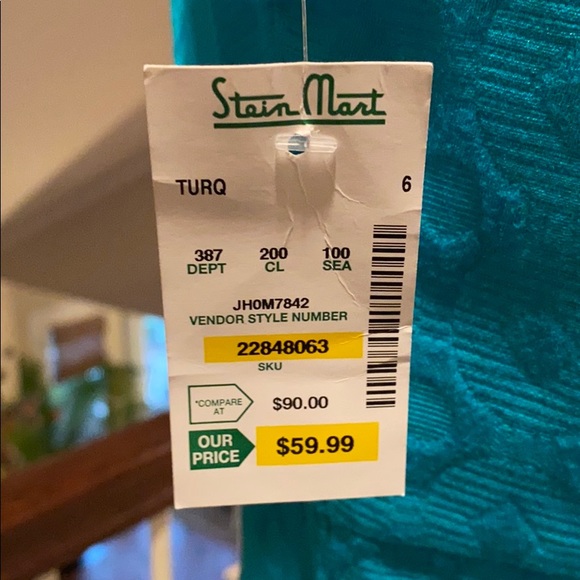 Stein Mart
TURQ 6
387 200 100
DEPT CL SEA
JH0M7842
VENDOR STYLE NUMBER
22848063
SKU
*COMPARE AT $90.00
OUR PRICE $59.99